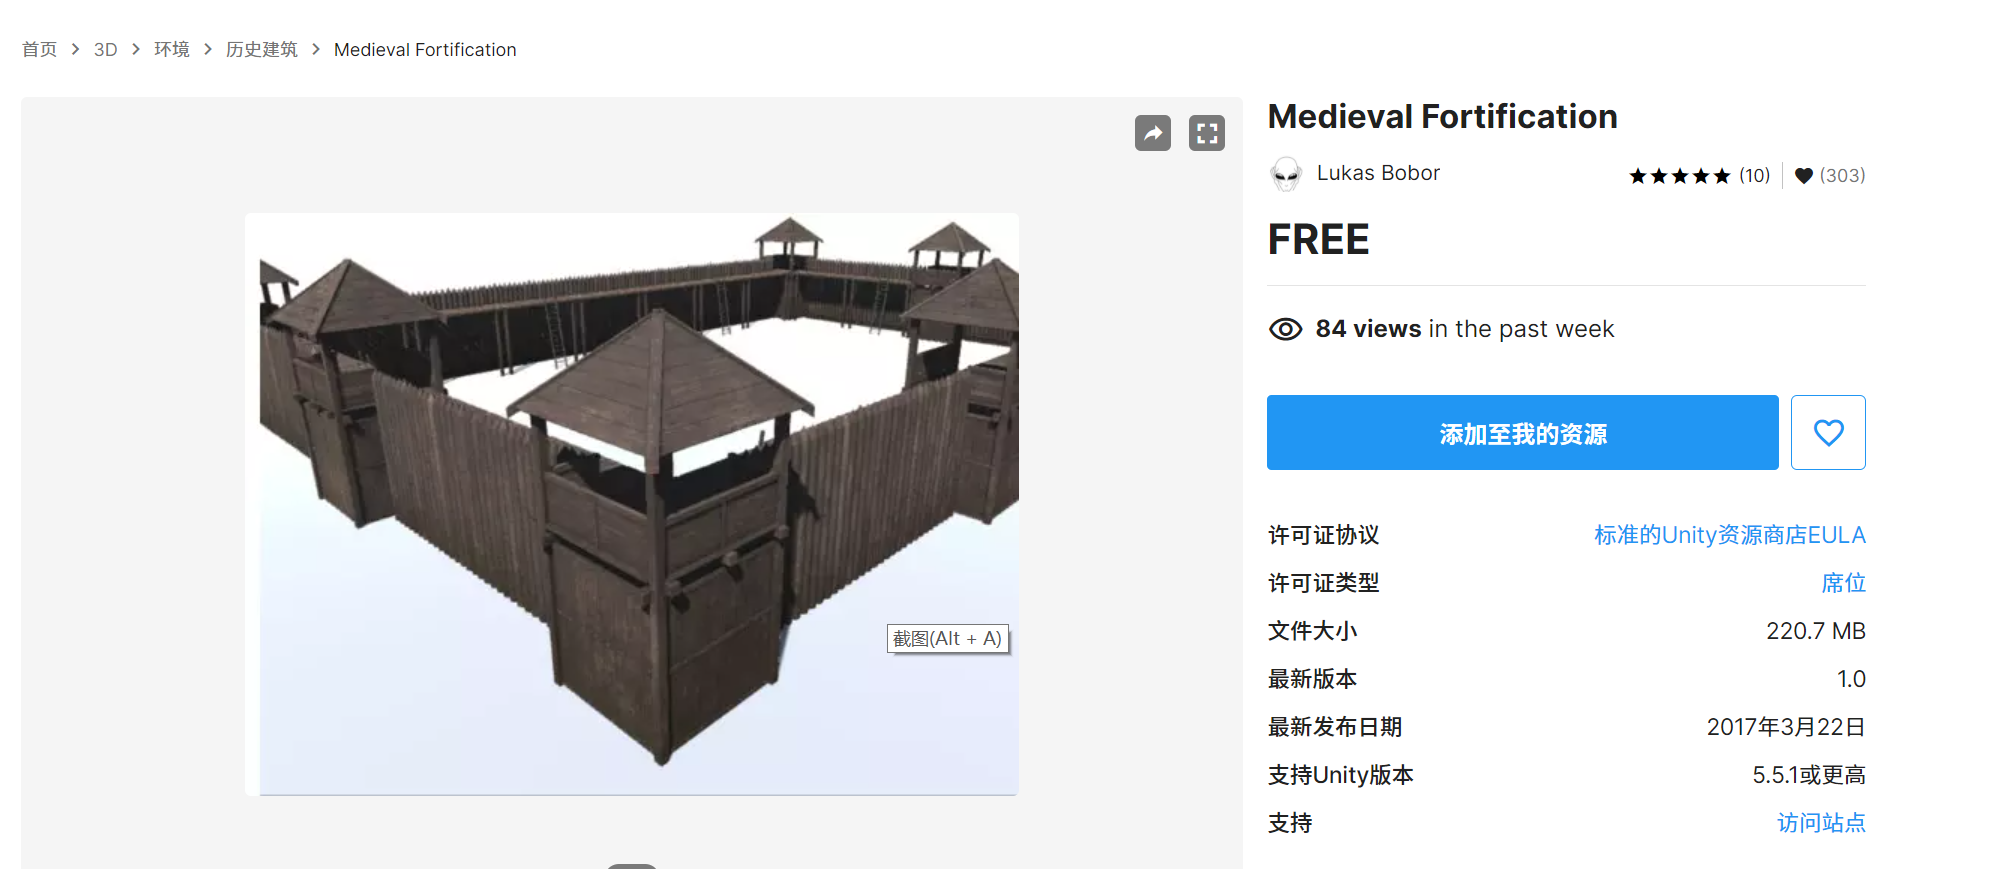 首页 > 3D > 环境 > 历史建筑 > Medieval Fortification
Medieval Fortification
Lukas Bobor
★★★★★ (10) | ♥ (303)
FREE
84 views in the past week
添加至我的资源
许可证协议 标准的Unity资源商店EULA
许可证类型 席位
文件大小 220.7 MB
最新版本 1.0
最新发布日期 2017年3月22日
支持Unity版本 5.5.1或更高
支持 访问站点
截图(Alt + A)